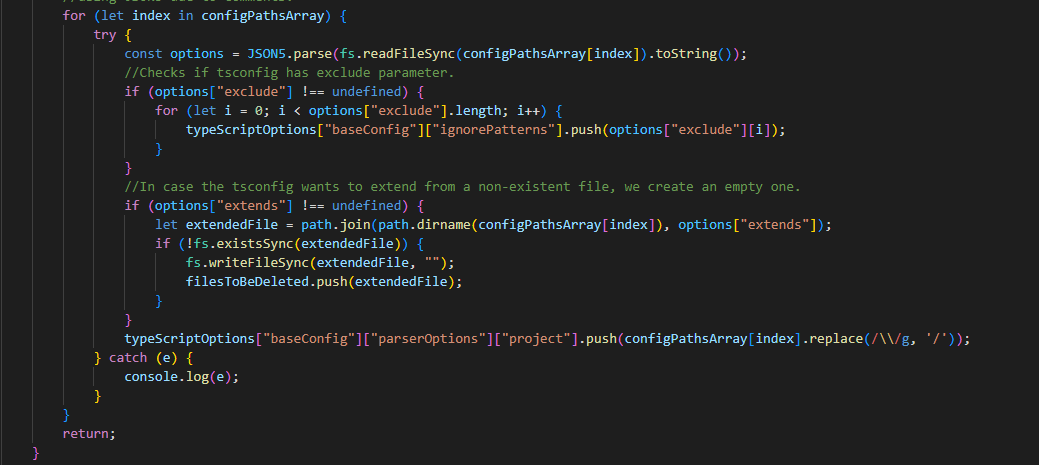 for (let index in configPathsArray) {
try {
const options = JSON5.parse(fs.readFileSync(configPathsArray[index]).toString());
//Checks if tsconfig has exclude parameter.
if (options["exclude"] !== undefined) {
for (let i = 0; i < options["exclude"].length; i++) {
typeScriptOptions["baseConfig"]["ignorePatterns"].push(options["exclude"][i]);
}
}
//In case the tsconfig wants to extend from a non-existent file, we create an empty one.
if (options["extends"] !== undefined) {
let extendedFile = path.join(path.dirname(configPathsArray[index]), options["extends"]);
if (!fs.existsSync(extendedFile)) {
fs.writeFileSync(extendedFile, "");
filesToBeDeleted.push(extendedFile);
}
}
typeScriptOptions["baseConfig"]["parserOptions"]["project"].push(configPathsArray[index].replace(/\\/g, '/'));
} catch (e) {
console.log(e);
}
}
return;
}